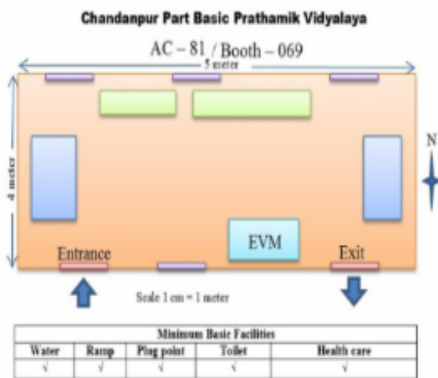 Chandanpur Part Basic Prathamik Vidyalaya
AC – 81 / Booth – 069
5 meter
4 meter
N
EVM
Entrance
Exit
Scale 1 cm = 1 meter
Minimum Basic Facilities
Water Ramp Plug point Toilet Health care
√ √ √ √ √